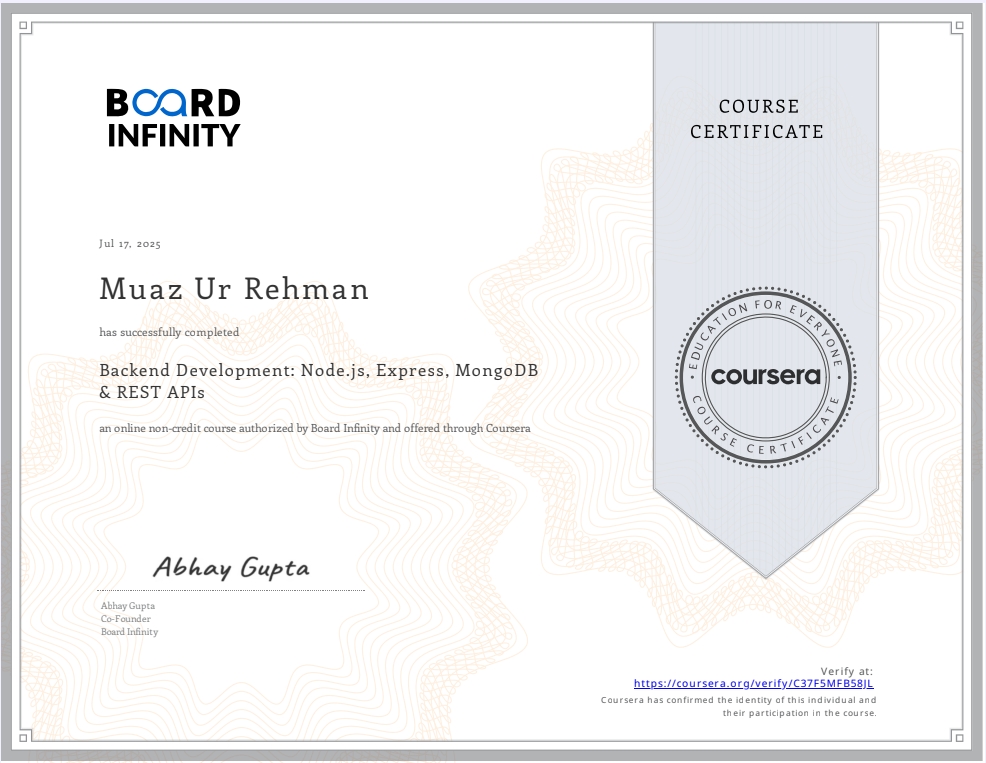 BOARD
INFINITY
COURSE
CERTIFICATE
Jul 17, 2025
Muaz Ur Rehman
has successfully completed
Backend Development: Node.js, Express, MongoDB
& REST APIs
an online non-credit course authorized by Board Infinity and offered through Coursera
EDUCATION FOR EVERYONE
coursera
COURSE CERTIFICATE
Abhay Gupta
Abhay Gupta
Co-Founder
Board Infinity
Verify at:
https://coursera.org/verify/C37F5MFB58JL
Coursera has confirmed the identity of this individual and
their participation in the course.